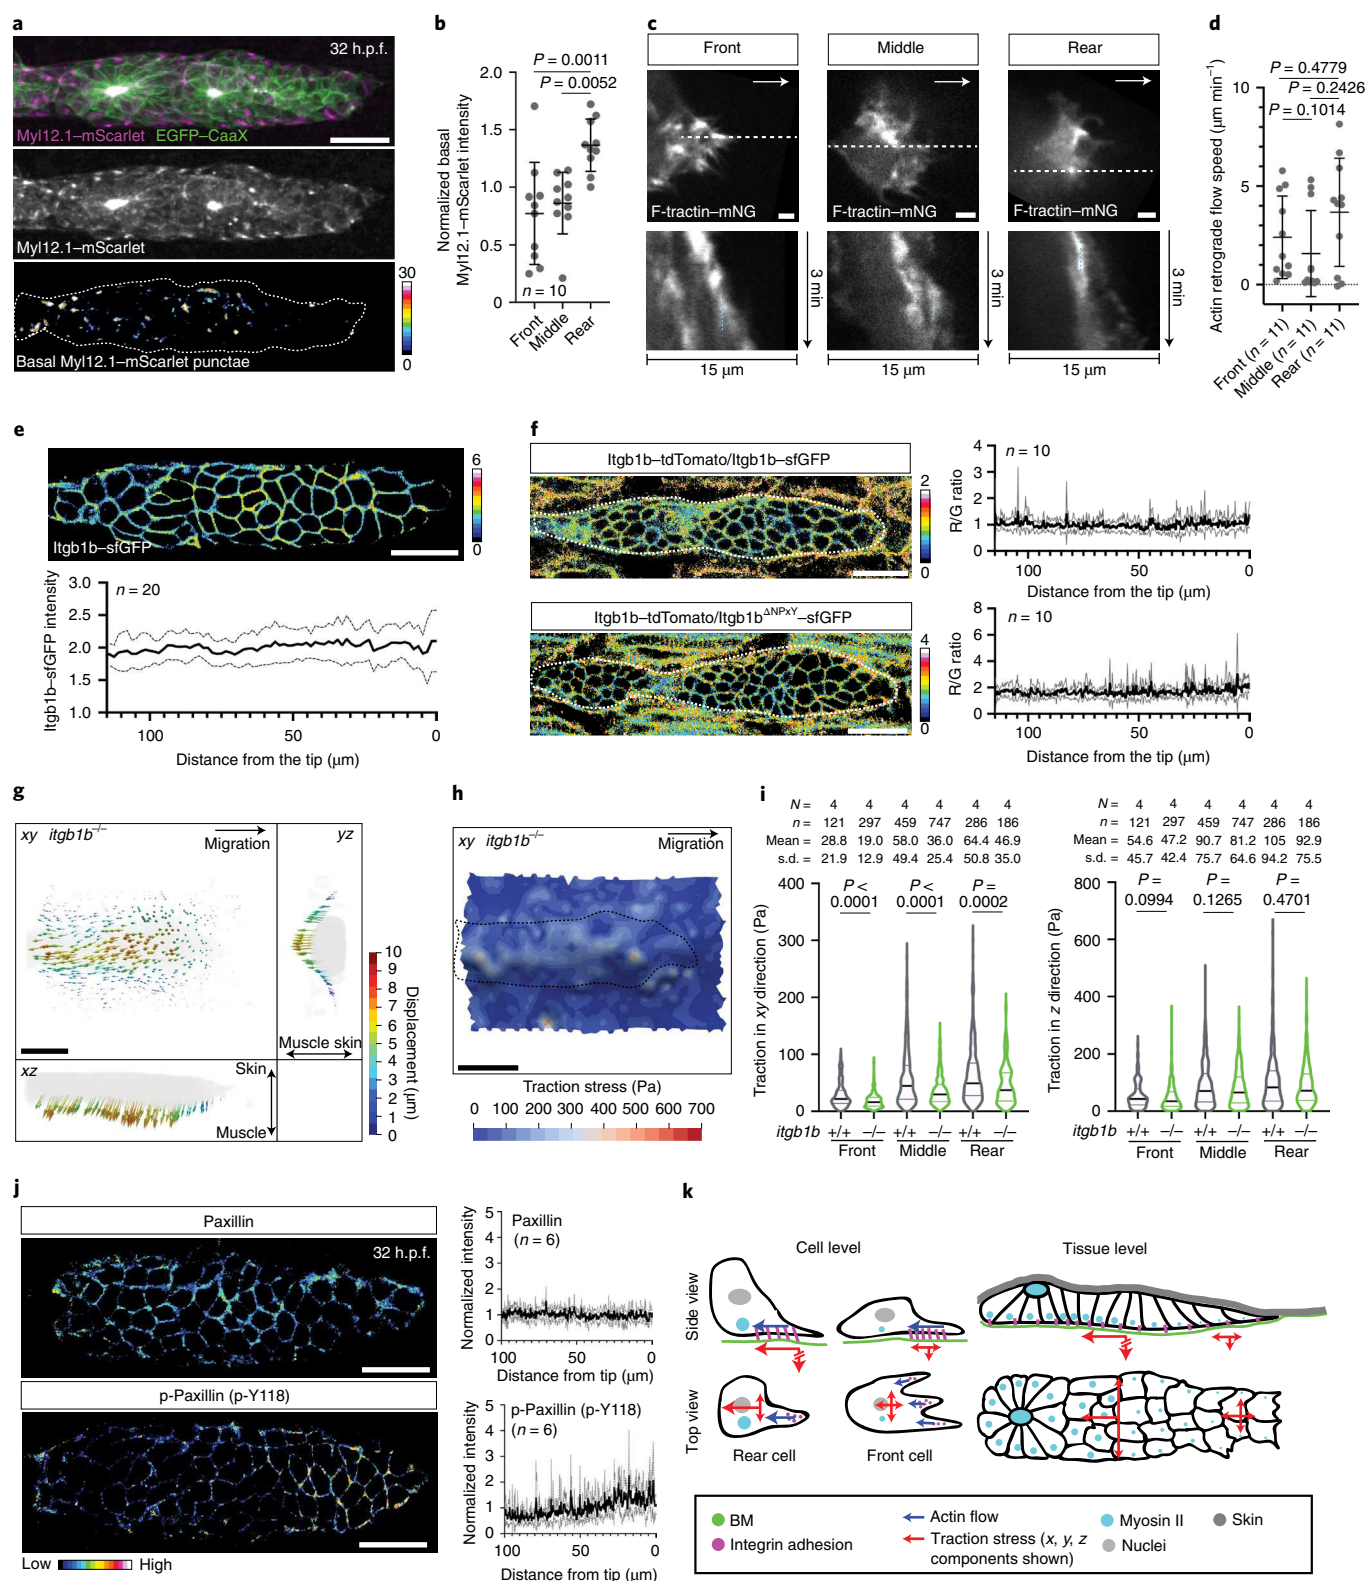 a
32 h.p.f.
Myl12.1–mScarlet EGFP–CaaX
Myl12.1–mScarlet
30
0
Basal Myl12.1–mScarlet punctae
b
P = 0.0011
P = 0.0052
Normalized basal
Myl12.1–mScarlet intensity
2.0
1.5
1.0
0.5
0
n = 10
Front
Middle
Rear
c
Front
Middle
Rear
F-tractin–mNG
F-tractin–mNG
F-tractin–mNG
3 min
3 min
3 min
15 μm
15 μm
15 μm
d
P = 0.4779
P = 0.2426
P = 0.1014
Actin retrograde flow speed (μm min⁻¹)
10
5
0
Front (n = 11)
Middle (n = 11)
Rear (n = 11)
e
Itgb1b–sfGFP
6
0
Itgb1b–sfGFP intensity
n = 20
3.0
2.5
2.0
1.5
1.0
100 50 0
Distance from the tip (μm)
f
Itgb1b–tdTomato/Itgb1b–sfGFP
2
0
R/G ratio
n = 10
4
3
2
1
0
100 50 0
Distance from the tip (μm)
Itgb1b–tdTomato/Itgb1b^ΔNPxY–sfGFP
4
0
R/G ratio
n = 10
8
6
4
2
0
100 50 0
Distance from the tip (μm)
g
xy itgb1b⁻/⁻
Migration
yz
Muscle skin
xz
Skin
Muscle
10
9
8
7
6
5
4
3
2
1
0
Displacement (μm)
h
xy itgb1b⁻/⁻
Migration
Traction stress (Pa)
0 100 200 300 400 500 600 700
i
N = 4 4 4 4 4 4
n = 121 297 459 747 286 186
Mean = 28.8 19.0 58.0 36.0 64.4 46.9
s.d. = 21.9 12.9 49.4 25.4 50.8 35.0
P < 0.0001
P < 0.0001
P = 0.0002
Traction in xy direction (Pa)
400
300
200
100
0
itgb1b +/+ –/– +/+ –/– +/+ –/–
Front Middle Rear
N = 4 4 4 4 4 4
n = 121 297 459 747 286 186
Mean = 54.6 47.2 90.7 81.2 105 92.9
s.d. = 45.7 42.4 75.7 64.6 94.2 75.5
P = 0.0994
P = 0.1265
P = 0.4701
Traction in z direction (Pa)
800
600
400
200
0
+/+ –/– +/+ –/– +/+ –/–
Front Middle Rear
j
Paxillin
32 h.p.f.
Normalized intensity
Paxillin
(n = 6)
5
4
3
2
1
0
100 50 0
Distance from tip (μm)
p-Paxillin (p-Y118)
Low High
Normalized intensity
p-Paxillin (p-Y118)
(n = 6)
5
4
3
2
1
0
100 50 0
Distance from tip (μm)
k
Cell level
Tissue level
Side view
Top view
Rear cell
Front cell
BM
Integrin adhesion
Actin flow
Traction stress (x, y, z
components shown)
Myosin II
Nuclei
Skin